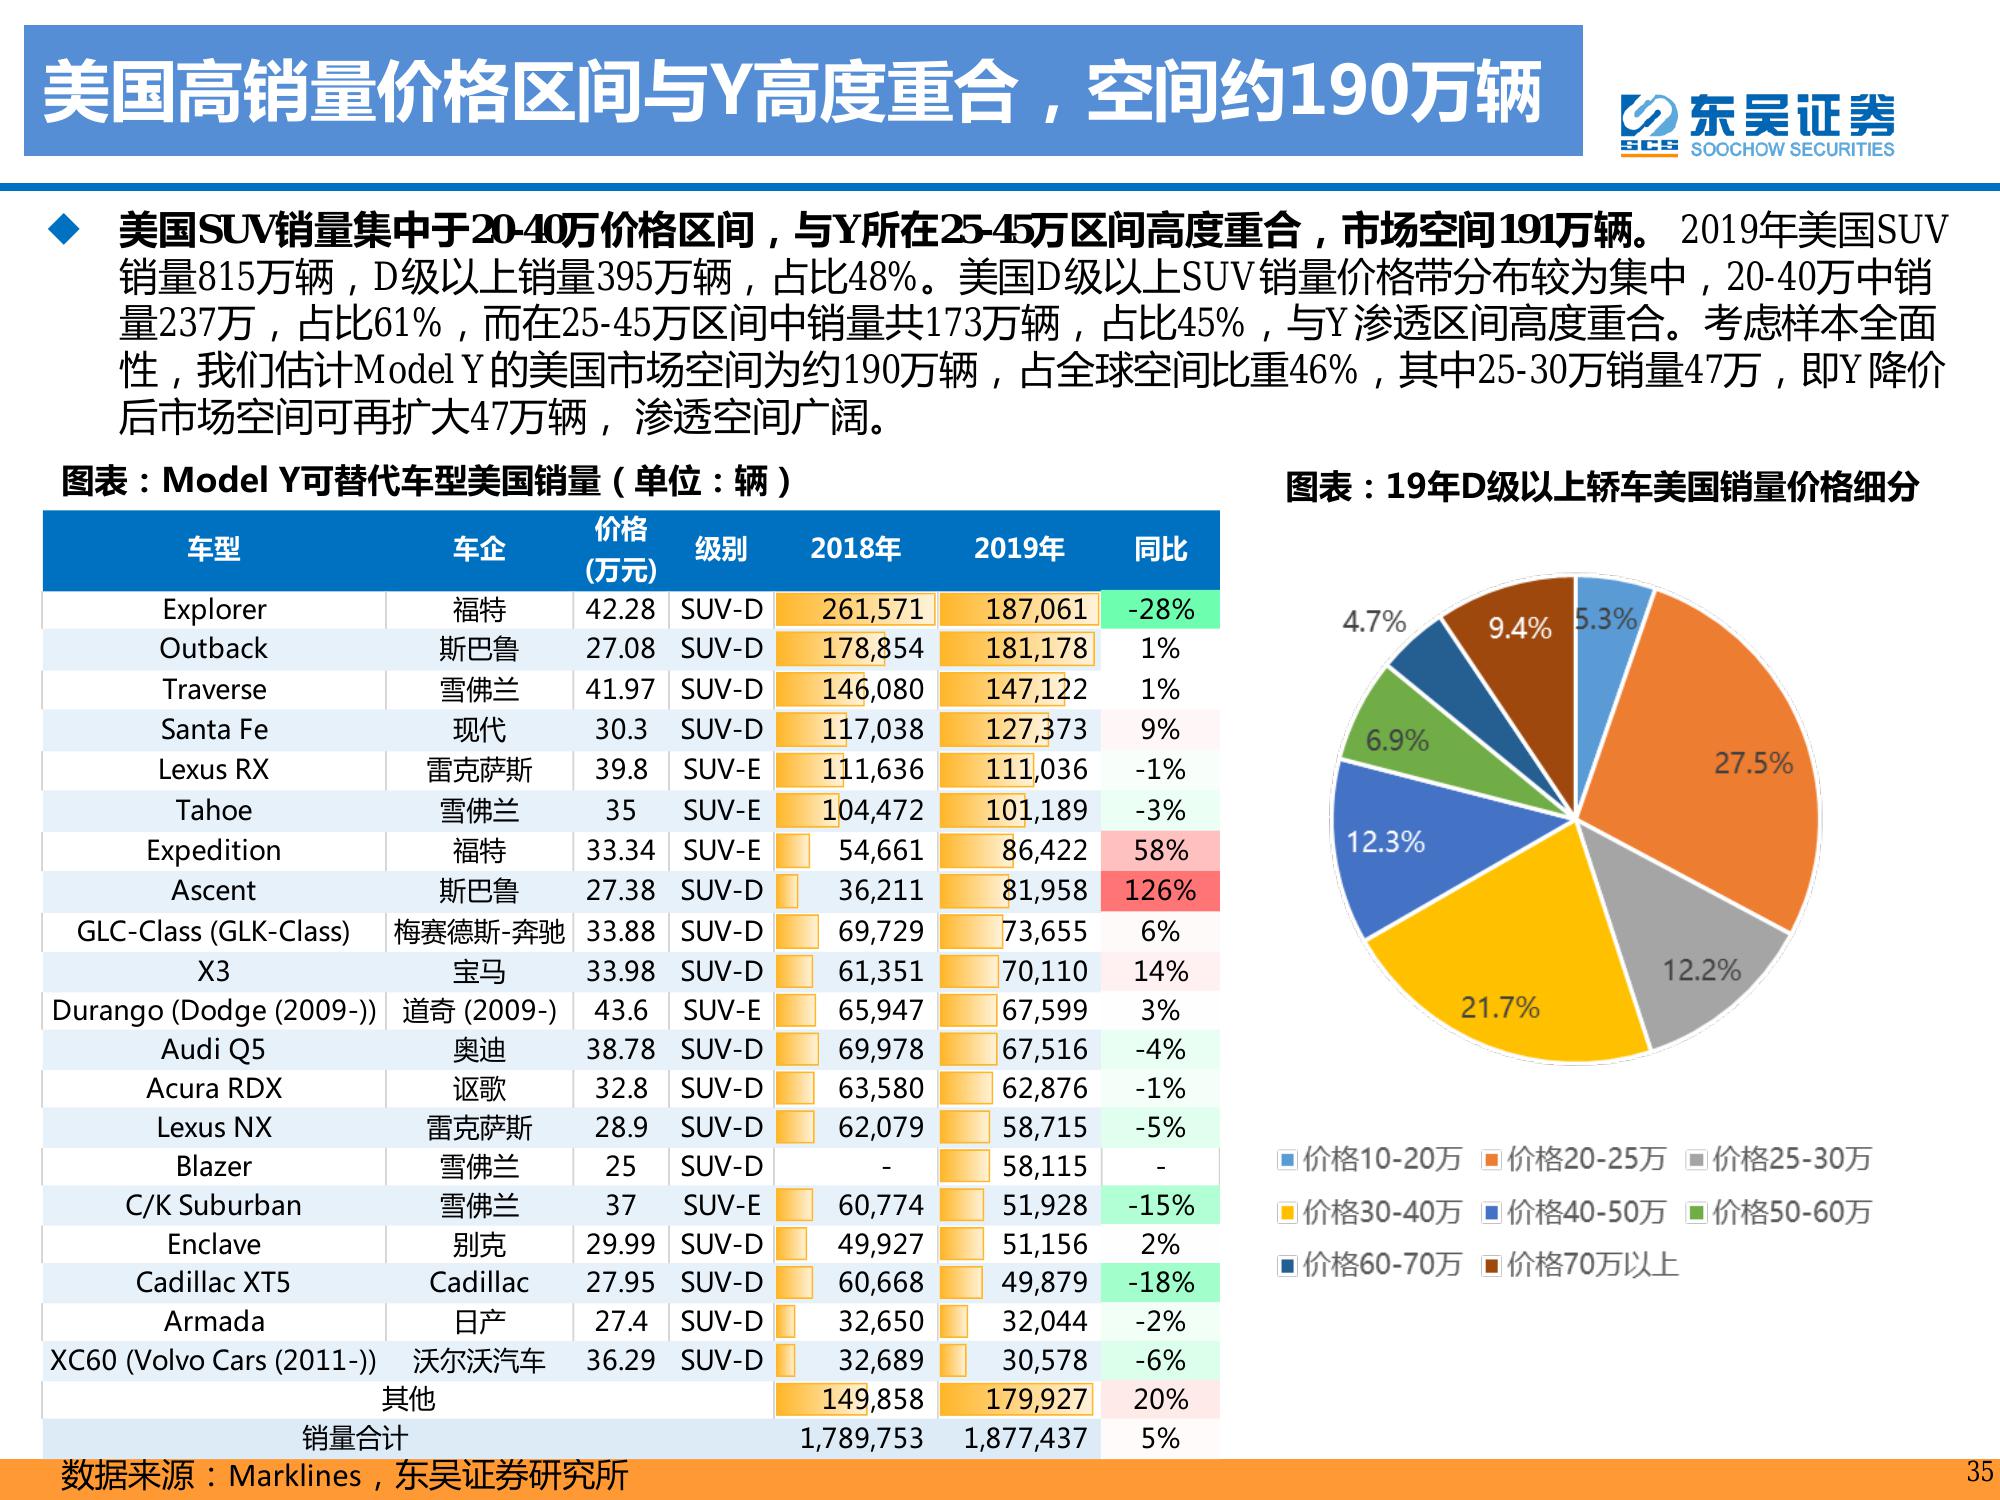 美国高销量价格区间与Y高度重合，空间约190万辆
SCS
东吴证券
SOOCHOW SECURITIES
美国SUV销量集中于20-40万价格区间，与Y所在25-45万区间高度重合，市场空间191万辆。 2019年美国SUV
销量815万辆，D级以上销量395万辆，占比48%。美国D级以上SUV销量价格带分布较为集中，20-40万中销
量237万，占比61%，而在25-45万区间中销量共173万辆，占比45%，与Y渗透区间高度重合。考虑样本全面
性，我们估计Model Y的美国市场空间为约190万辆，占全球空间比重46%，其中25-30万销量47万，即Y降价
后市场空间可再扩大47万辆， 渗透空间广阔。
图表：Model Y可替代车型美国销量（单位：辆）
车型 车企 价格(万元) 级别 2018年 2019年 同比
Explorer 福特 42.28 SUV-D 261,571 187,061 -28%
Outback 斯巴鲁 27.08 SUV-D 178,854 181,178 1%
Traverse 雪佛兰 41.97 SUV-D 146,080 147,122 1%
Santa Fe 现代 30.3 SUV-D 117,038 127,373 9%
Lexus RX 雷克萨斯 39.8 SUV-E 111,636 111,036 -1%
Tahoe 雪佛兰 35 SUV-E 104,472 101,189 -3%
Expedition 福特 33.34 SUV-E 54,661 86,422 58%
Ascent 斯巴鲁 27.38 SUV-D 36,211 81,958 126%
GLC-Class (GLK-Class) 梅赛德斯-奔驰 33.88 SUV-D 69,729 73,655 6%
X3 宝马 33.98 SUV-D 61,351 70,110 14%
Durango (Dodge (2009-)) 道奇 (2009-) 43.6 SUV-E 65,947 67,599 3%
Audi Q5 奥迪 38.78 SUV-D 69,978 67,516 -4%
Acura RDX 讴歌 32.8 SUV-D 63,580 62,876 -1%
Lexus NX 雷克萨斯 28.9 SUV-D 62,079 58,715 -5%
Blazer 雪佛兰 25 SUV-D - 58,115 -
C/K Suburban 雪佛兰 37 SUV-E 60,774 51,928 -15%
Enclave 别克 29.99 SUV-D 49,927 51,156 2%
Cadillac XT5 Cadillac 27.95 SUV-D 60,668 49,879 -18%
Armada 日产 27.4 SUV-D 32,650 32,044 -2%
XC60 (Volvo Cars (2011-)) 沃尔沃汽车 36.29 SUV-D 32,689 30,578 -6%
其他 149,858 179,927 20%
销量合计 1,789,753 1,877,437 5%
图表：19年D级以上轿车美国销量价格细分
5.3%
27.5%
12.2%
21.7%
12.3%
6.9%
4.7%
9.4%
价格10-20万 价格20-25万 价格25-30万
价格30-40万 价格40-50万 价格50-60万
价格60-70万 价格70万以上
数据来源：Marklines，东吴证券研究所
35